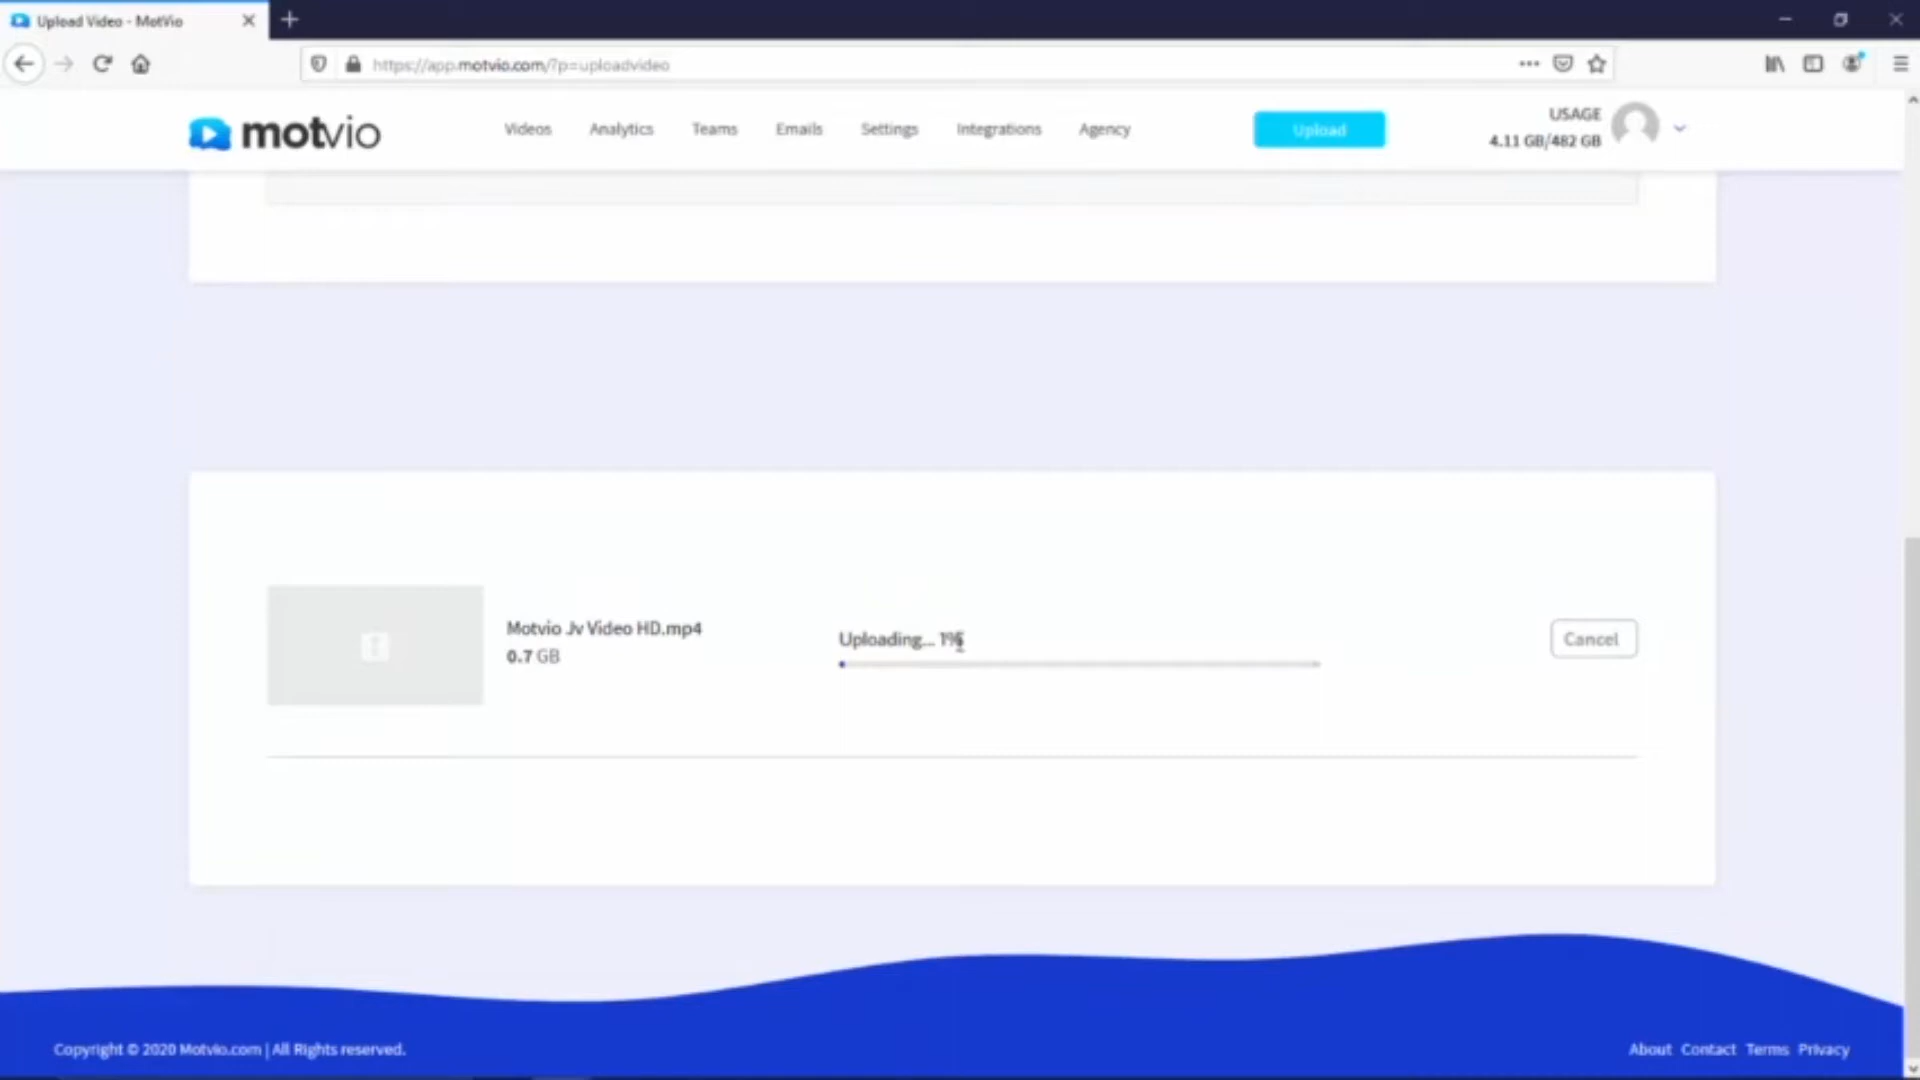 Upload Video - MotVio
https://app.motvio.com/?p=uploadvideo
motvio
Videos
Analytics
Teams
Emails
Settings
Integrations
Agency
Upload
USAGE
4.11 GB/482 GB
Motvio Jv Video HD.mp4
0.7 GB
Uploading... 1%
Cancel
Copyright © 2020 Motvio.com | All Rights reserved.
About Contact Terms Privacy